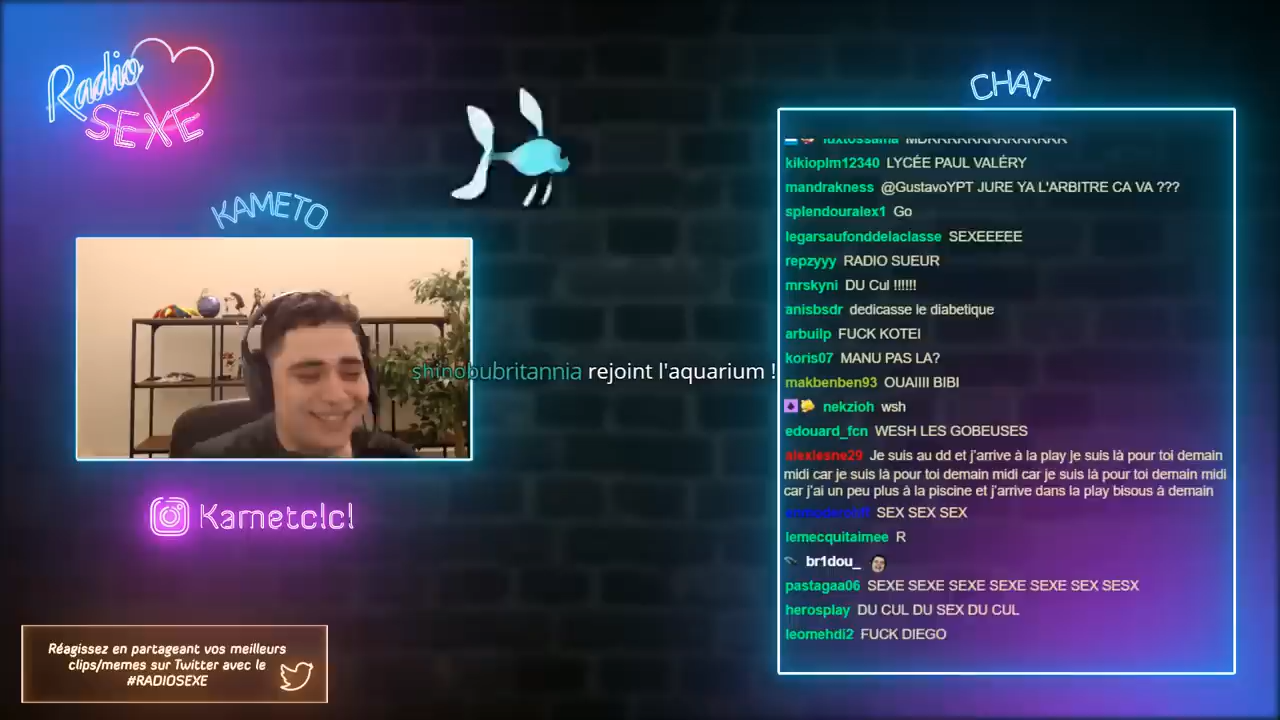 Radio
SEXE
KAMETO
shinobubritannia rejoint l'aquarium !
Kametclc!
Réagissez en partageant vos meilleurs
clips/memes sur Twitter avec le
#RADIOSEXE
CHAT
luxtossama MDRRRRRRRRRRRRRR
kikioplm12340 LYCÉE PAUL VALÉRY
mandrakness @GustavoYPT JURE YA L'ARBITRE CA VA ???
splendouralex1 Go
legarsaufonddelaclasse SEXEEEEE
repzyyy RADIO SUEUR
mrskyni DU Cul !!!!!!
anisbsdr dedicasse le diabetique
arbuilp FUCK KOTEI
koris07 MANU PAS LA?
makbenben93 OUAIIII BIBI
nekzioh wsh
edouard_fcn WESH LES GOBEUSES
alexlesne29 Je suis au dd et j'arrive à la play je suis là pour toi demain
midi car je suis là pour toi demain midi car je suis là pour toi demain midi
car j'ai un peu plus à la piscine et j'arrive dans la play bisous à demain
SEX SEX SEX
lemecquitaimee R
br1dou_
pastagaa06 SEXE SEXE SEXE SEXE SEXE SEX SESX
herosplay DU CUL DU SEX DU CUL
leomehdi2 FUCK DIEGO